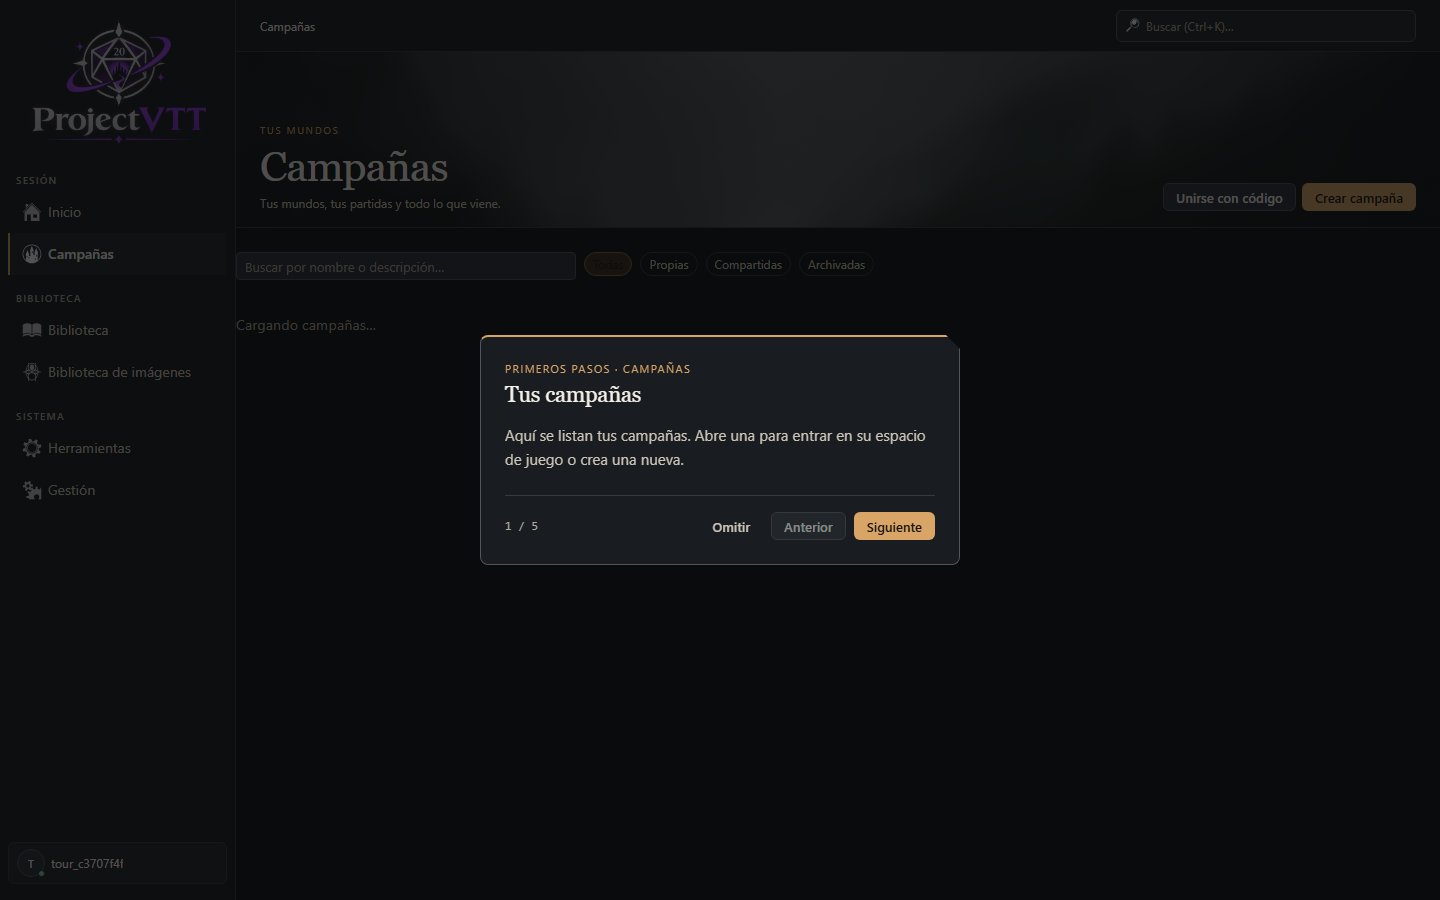 20
ProjectVTT
SESIÓN
Inicio
Campañas
BIBLIOTECA
Biblioteca
Biblioteca de imágenes
SISTEMA
Herramientas
Gestión
T
tour_c3707f4f
Campañas
Buscar (Ctrl+K)...
TUS MUNDOS
Campañas
Tus mundos, tus partidas y todo lo que viene.
Unirse con código
Crear campaña
Buscar por nombre o descripción...
Todas
Propias
Compartidas
Archivadas
Cargando campañas...
PRIMEROS PASOS · CAMPAÑAS
Tus campañas
Aquí se listan tus campañas. Abre una para entrar en su espacio
de juego o crea una nueva.
1 / 5
Omitir
Anterior
Siguiente